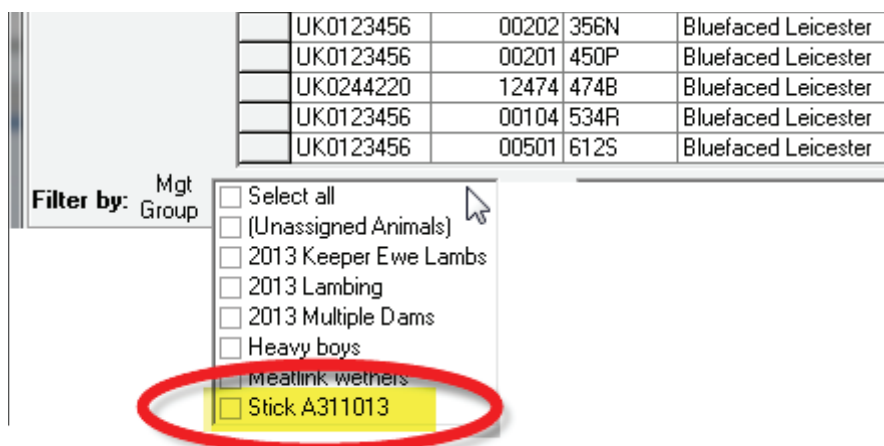 UK0123456 00202 356N Bluefaced Leicester
UK0123456 00201 450P Bluefaced Leicester
UK0244220 12474 474B Bluefaced Leicester
UK0123456 00104 534R Bluefaced Leicester
UK0123456 00501 612S Bluefaced Leicester
Filter by: Mgt Group
Select all
(Unassigned Animals)
2013 Keeper Ewe Lambs
2013 Lambing
2013 Multiple Dams
Heavy boys
Meatlink wethers
Stick A311013